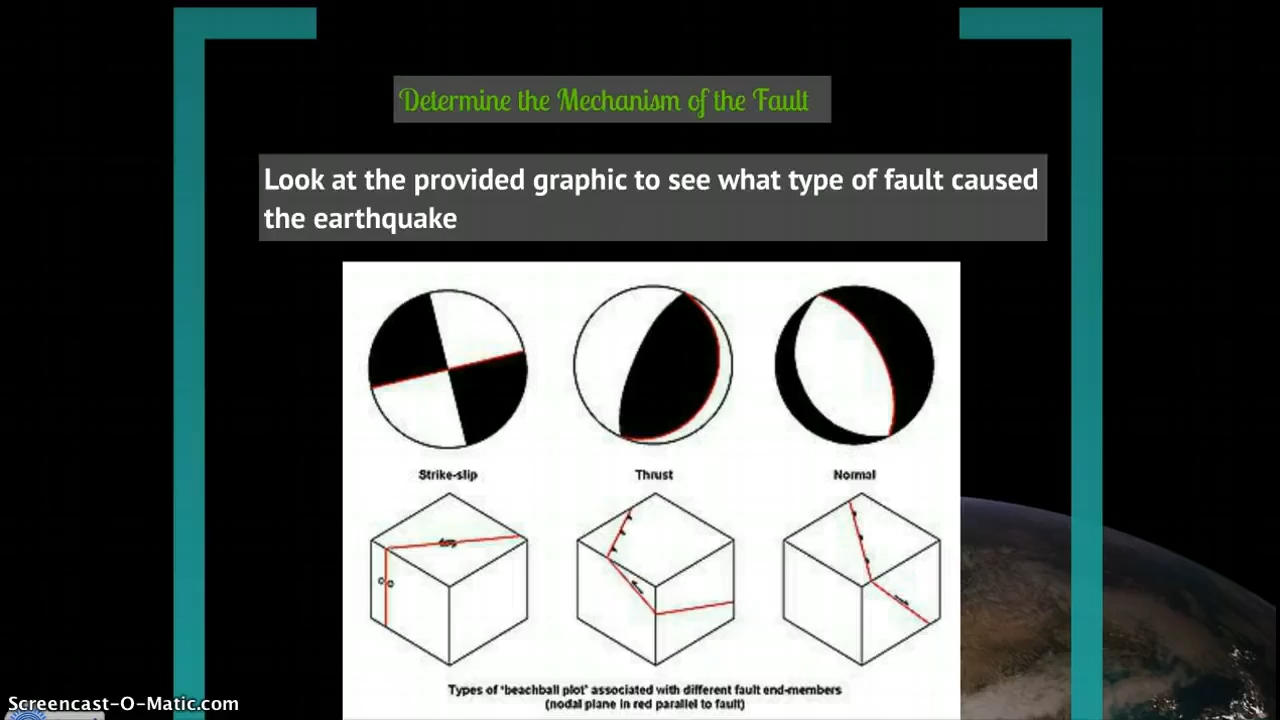 Determine the Mechanism of the Fault
Look at the provided graphic to see what type of fault caused
the earthquake
Strike-slip
Thrust
Normal
Types of 'beachball plot' associated with different fault end-members
(nodal plane in red parallel to fault)
Screencast-O-Matic.com